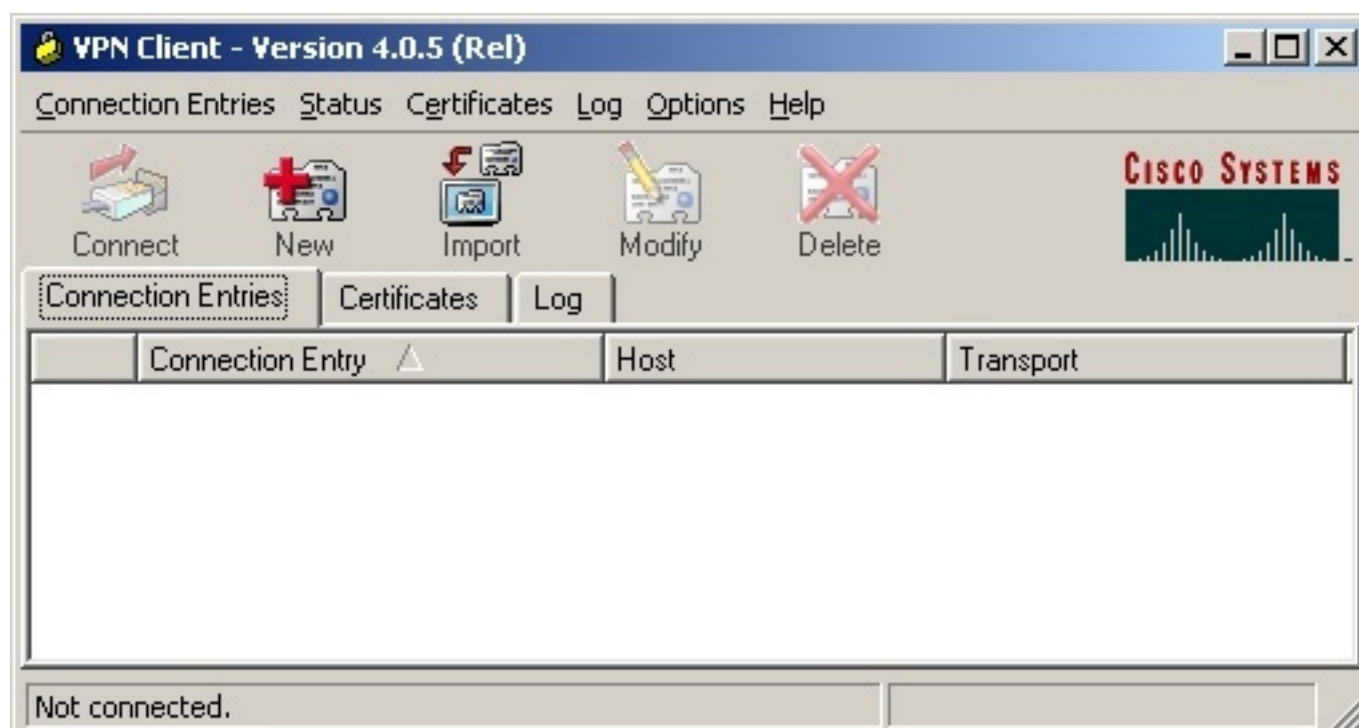 VPN Client - Version 4.0.5 (Rel)
Connection Entries Status Certificates Log Options Help
Connect New Import Modify Delete
CISCO SYSTEMS
Connection Entries Certificates Log
Connection Entry Host Transport
Not connected.